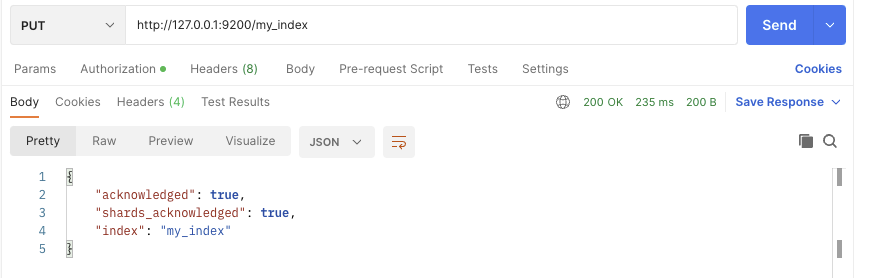 PUT http://127.0.0.1:9200/my_index Send
Params Authorization Headers (8) Body Pre-request Script Tests Settings Cookies
Body Cookies Headers (4) Test Results 200 OK 235 ms 200 B Save Response
Pretty Raw Preview Visualize JSON
1 {
2 "acknowledged": true,
3 "shards_acknowledged": true,
4 "index": "my_index"
5 }